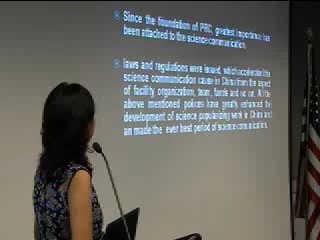 Since the foundation of PRC, greatest importance has
been attached to the science communication.
laws and regulations were issued, which accelerated the
science communication cause in China from the aspect
of facility organization, team, funds and so on. All the
above mentioned polices have greatly enhanced the
development of science popularizing work in China and
an made the ever best period of science communication.